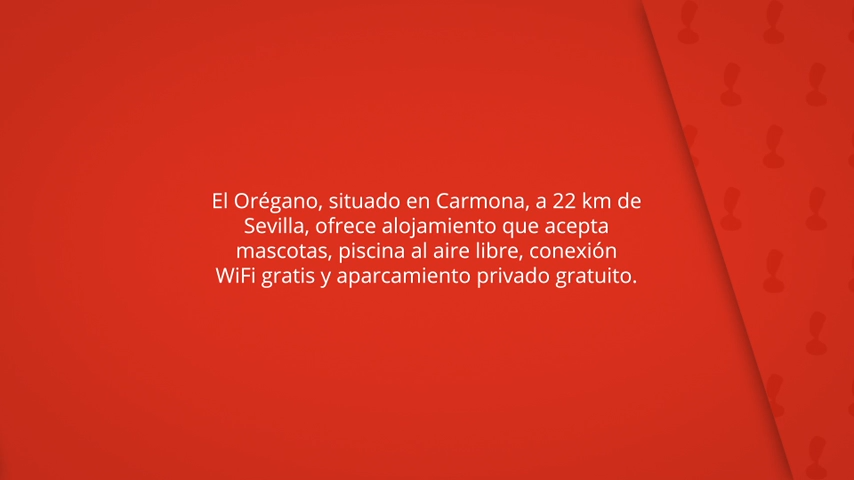 El Orégano, situado en Carmona, a 22 km de
Sevilla, ofrece alojamiento que acepta
mascotas, piscina al aire libre, conexión
WiFi gratis y aparcamiento privado gratuito.